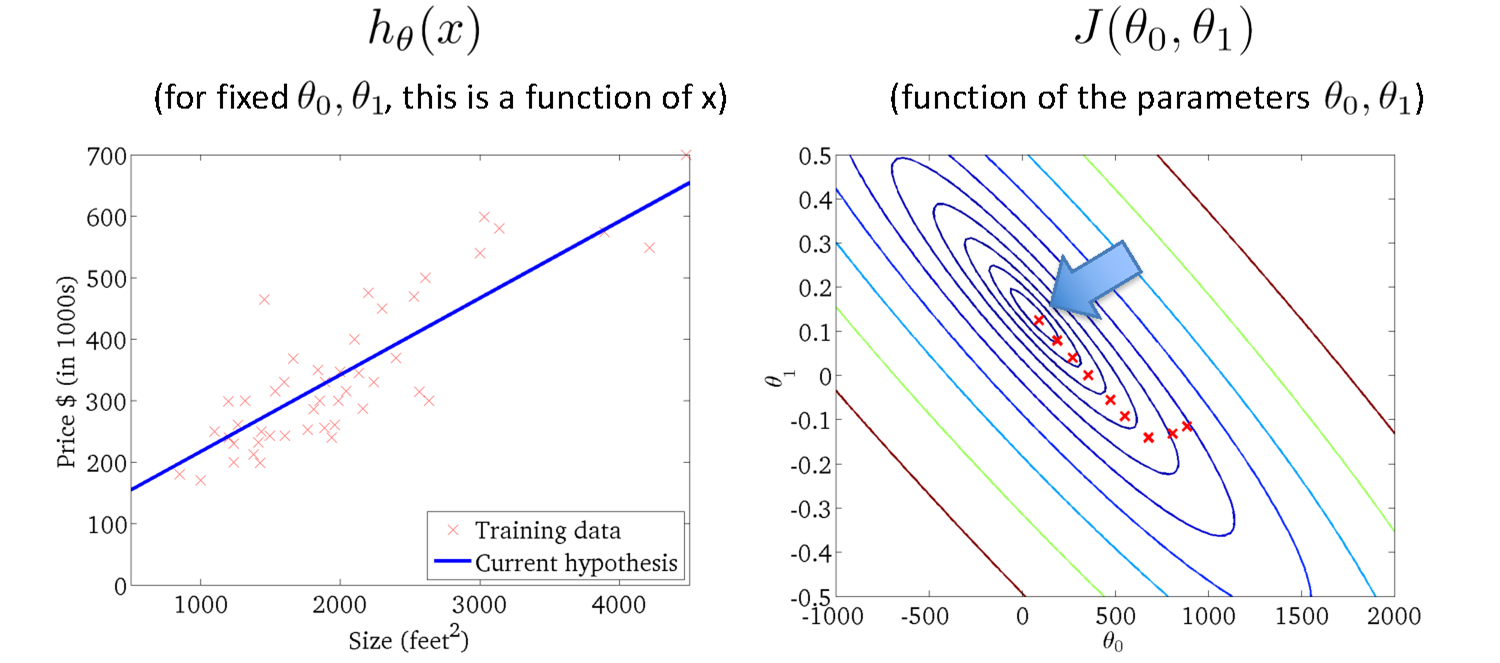 hθ(x)
(for fixed θ₀, θ₁, this is a function of x)
700
600
500
400
300
200
100
0
Price $ (in 1000s)
1000 2000 3000 4000
Size (feet²)
Training data
Current hypothesis
J(θ₀, θ₁)
(function of the parameters θ₀, θ₁)
0.5
0.4
0.3
0.2
0.1
0
-0.1
-0.2
-0.3
-0.4
-0.5
θ₁
-1000 -500 0 500 1000 1500 2000
θ₀